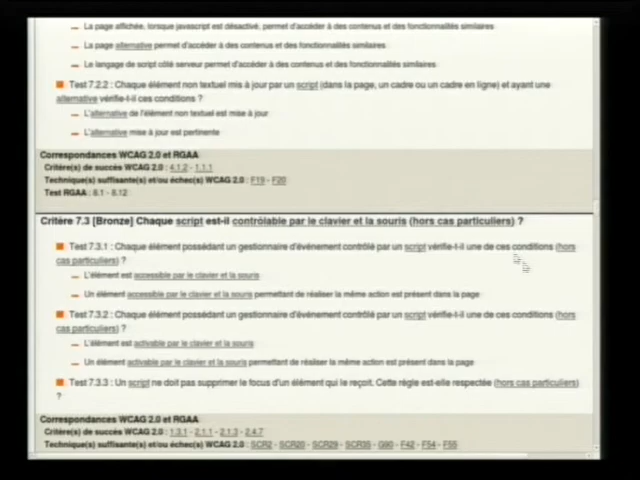 La page affichée, lorsque javascript est désactivé, permet d'accéder à des contenus et des fonctionnalités similaires
La page alternative permet d'accéder à des contenus et des fonctionnalités similaires
Le langage de script côté serveur permet d'accéder à des contenus et des fonctionnalités similaires
Test 7.2.2 : Chaque élément non textuel mis à jour par un script (dans la page, un cadre ou un cadre en ligne) et ayant une
alternative vérifie-t-il ces conditions ?
L'alternative de l'élément non textuel est mise à jour
L'alternative mise à jour est pertinente
Correspondances WCAG 2.0 et RGAA
Critère(s) de succès WCAG 2.0 : 4.1.2 - 1.1.1
Technique(s) suffisante(s) et/ou échec(s) WCAG 2.0 : F19 - F20
Test RGAA : 8.1 - 8.12
Critère 7.3 [Bronze] Chaque script est-il contrôlable par le clavier et la souris (hors cas particuliers) ?
Test 7.3.1 : Chaque élément possédant un gestionnaire d'événement contrôlé par un script vérifie-t-il une de ces conditions (hors
cas particuliers) ?
L'élément est accessible par le clavier et la souris
Un élément accessible par le clavier et la souris permettant de réaliser la même action est présent dans la page
Test 7.3.2 : Chaque élément possédant un gestionnaire d'événement contrôlé par un script vérifie-t-il une de ces conditions (hors
cas particuliers) ?
L'élément est activable par le clavier et la souris
Un élément activable par le clavier et la souris permettant de réaliser la même action est présent dans la page
Test 7.3.3 : Un script ne doit pas supprimer le focus d'un élément qui le reçoit. Cette règle est-elle respectée (hors cas particuliers)
?
Correspondances WCAG 2.0 et RGAA
Critère(s) de succès WCAG 2.0 : 1.3.1 - 2.1.1 - 2.1.3 - 2.4.7
Technique(s) suffisante(s) et/ou échec(s) WCAG 2.0 : SCR2 - SCR20 - SCR29 - SCR35 - G90 - F42 - F54 - F55